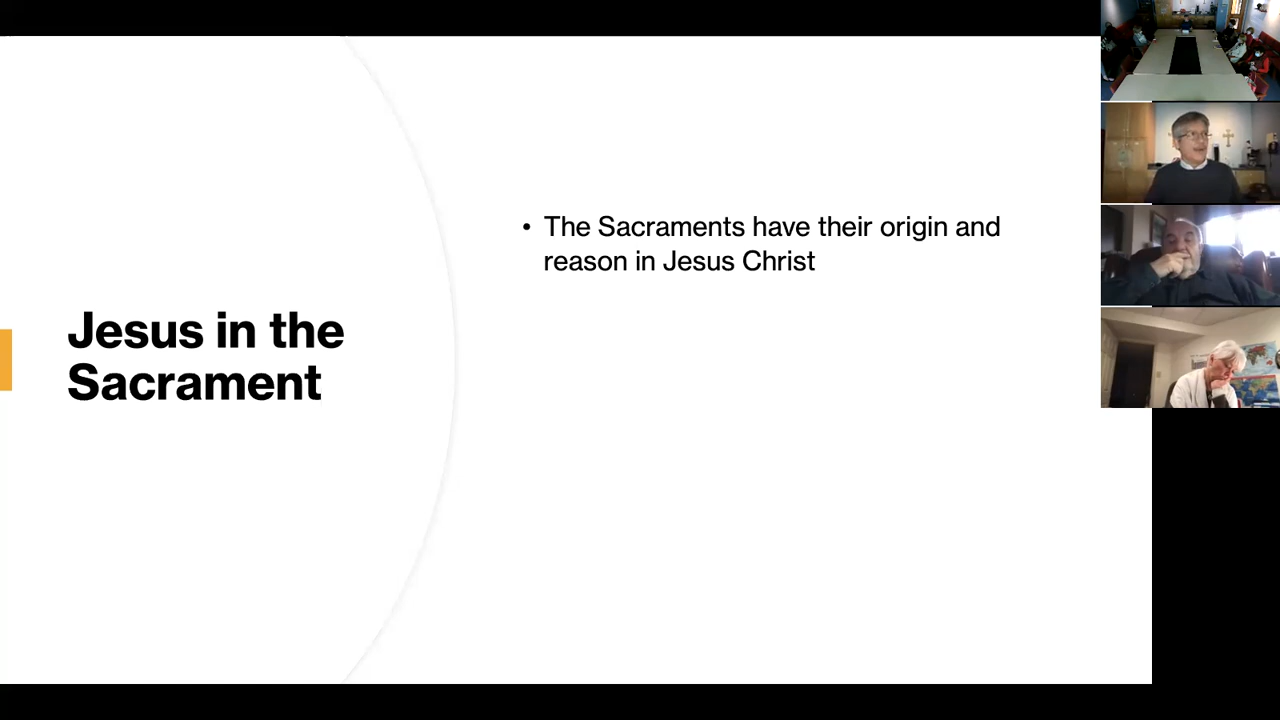 Jesus in the
Sacrament
• The Sacraments have their origin and
reason in Jesus Christ